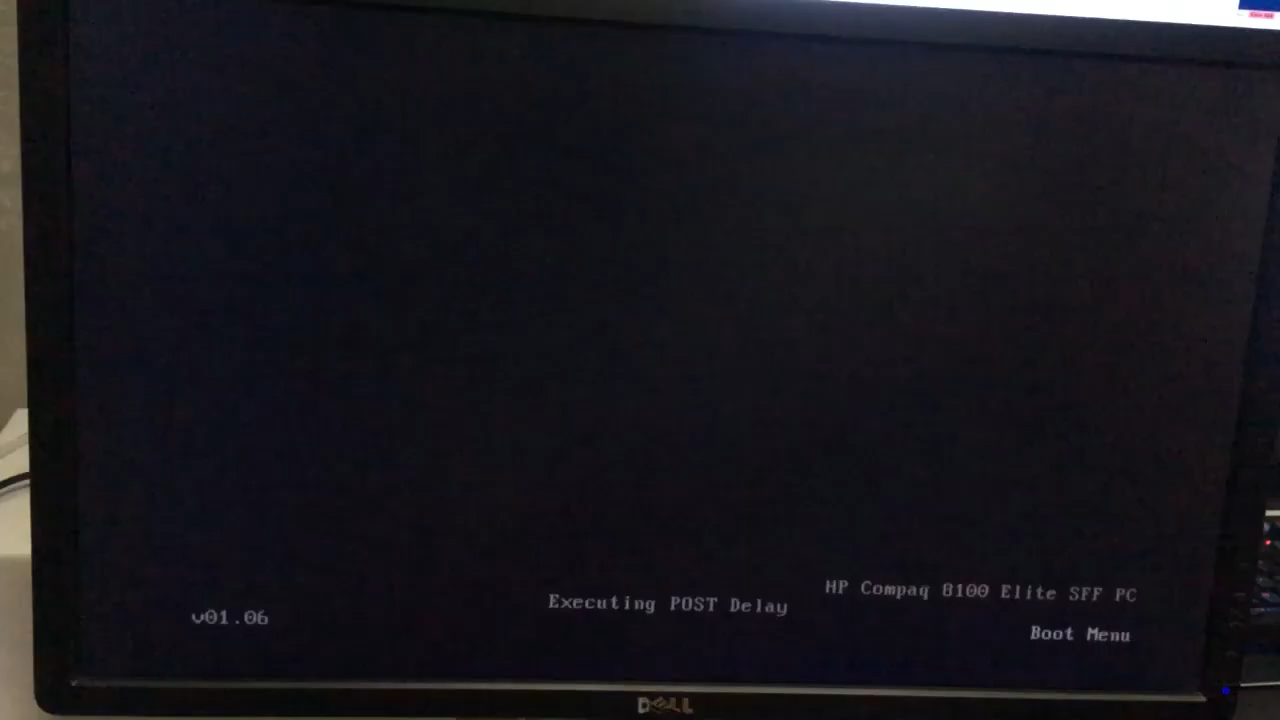 HP Compaq 8100 Elite SFF PC
v01.06
Executing POST Delay
Boot Menu
DELL